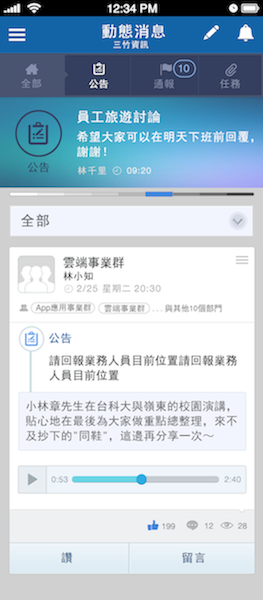 12:34 PM
動態消息
三竹資訊
全部
公告
通報
10
任務
公告
員工旅遊討論
希望大家可以在明天下班前回覆,
謝謝!
林千里 09:20
全部
雲端事業群
林小知
2/25 星期二 20:30
App應用事業群 雲端事業群 ...與其他10個部門
公告
請回報業務人員目前位置請回報業務
人員目前位置
小林章先生在台科大與嶺東的校園演講,
貼心地在最後為大家做重點總整理,來不
及抄下的"同鞋",這邊再分享一次～
0:53
2:40
199 12 28
讚
留言